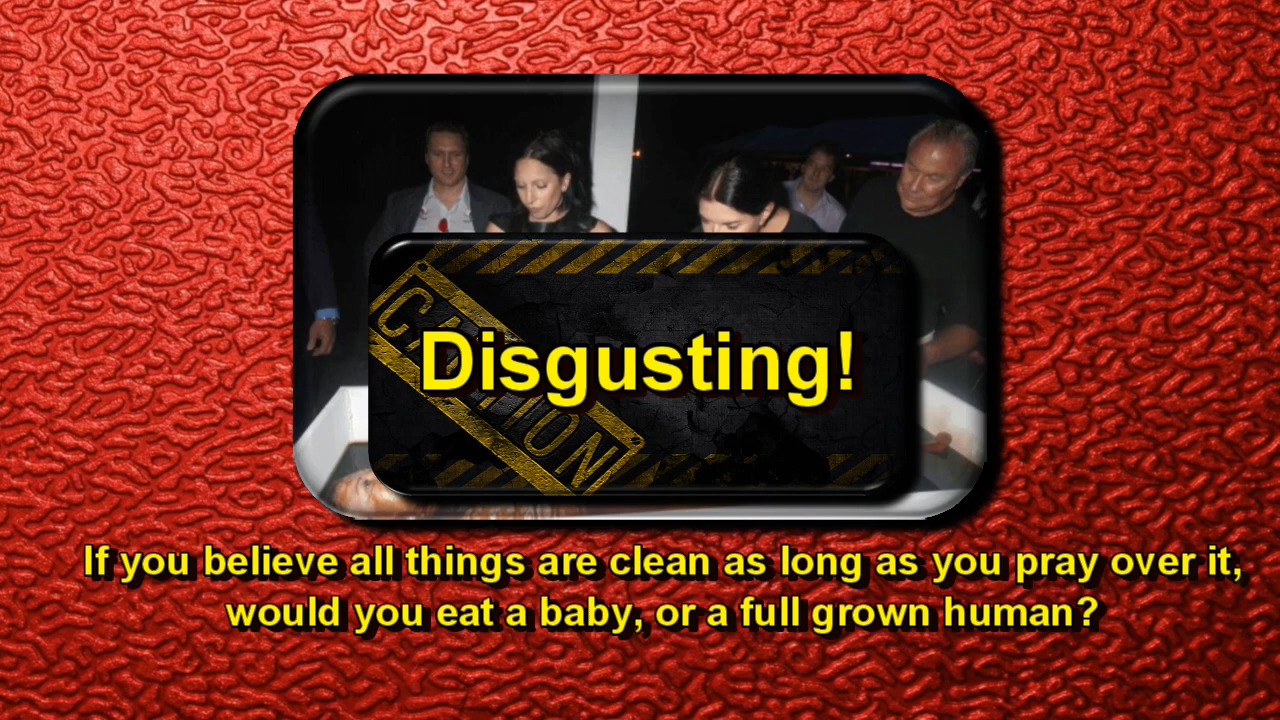 CAUTION
Disgusting!
If you believe all things are clean as long as you pray over it,
would you eat a baby, or a full grown human?